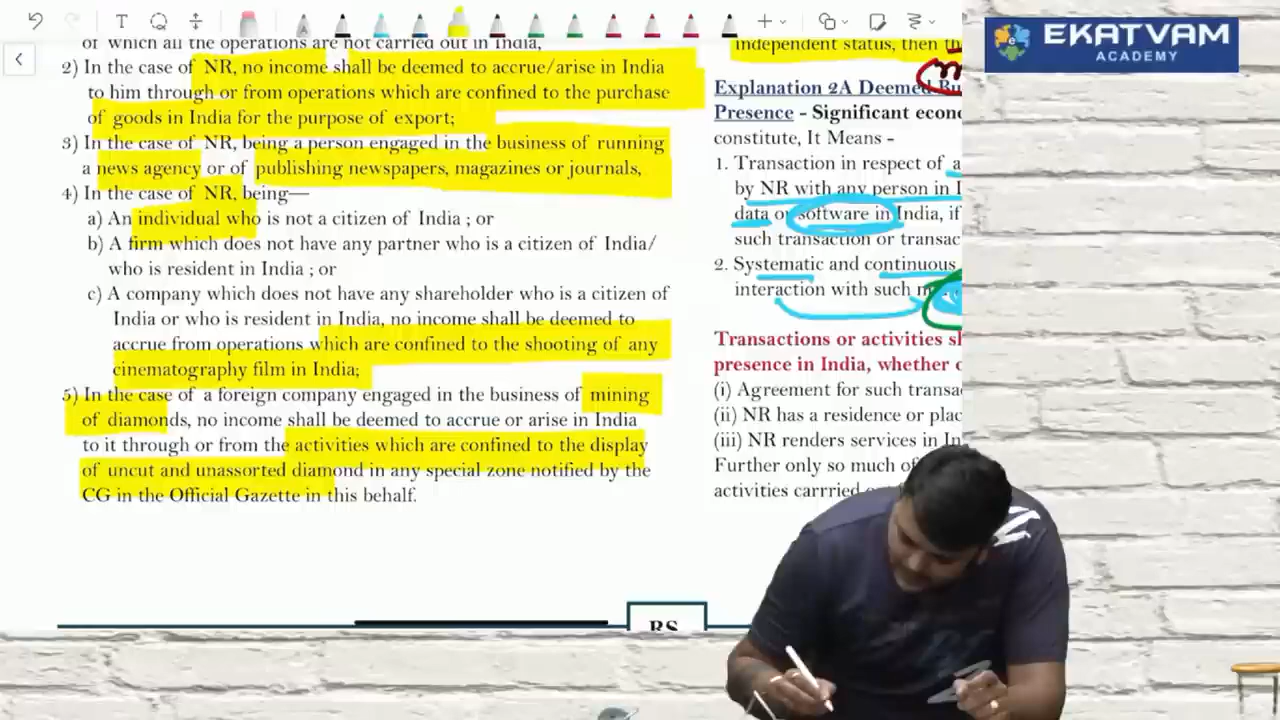 of which all the operations are not carried out in India,
2) In the case of NR, no income shall be deemed to accrue/arise in India
to him through or from operations which are confined to the purchase
of goods in India for the purpose of export;
3) In the case of NR, being a person engaged in the business of running
a news agency or of publishing newspapers, magazines or journals,
4) In the case of NR, being—
a) An individual who is not a citizen of India ; or
b) A firm which does not have any partner who is a citizen of India/
who is resident in India ; or
c) A company which does not have any shareholder who is a citizen of
India or who is resident in India, no income shall be deemed to
accrue from operations which are confined to the shooting of any
cinematography film in India;
5) In the case of a foreign company engaged in the business of mining
of diamonds, no income shall be deemed to accrue or arise in India
to it through or from the activities which are confined to the display
of uncut and unassorted diamond in any special zone notified by the
CG in the Official Gazette in this behalf.
BS
independent status, then
Explanation 2A Deemed
Presence - Significant
constitute, It Means -
1. Transaction in respect of
by NR with any person in
data or software in India, if
such transaction or
2. Systematic and continuous
interaction with such
Transactions or activities
presence in India, whether
(i) Agreement for such
(ii) NR has a residence or
(iii) NR renders services in
Further only so much of
activities carrried
EKATVAM
ACADEMY